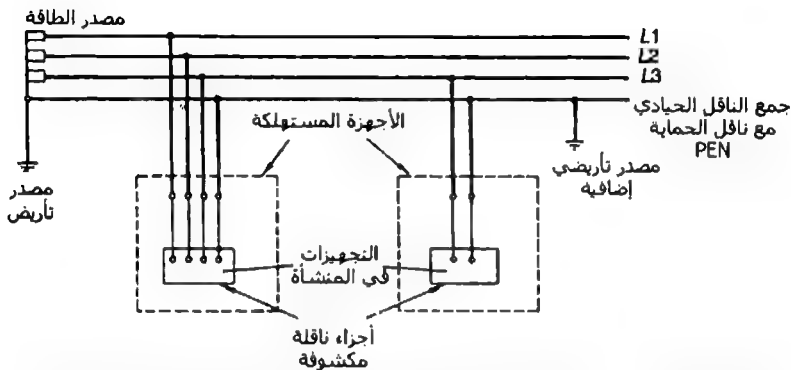 مصدر الطاقة
L1
L2
L3
جمع الناقل الحيادي
مع ناقل الحماية
PEN
الأجهزة المستهلكة
مصدر تأريضي
إضافية
مصدر
تأريض
التجهيزات
في المنشأة
أجزاء ناقلة
مكشوفة